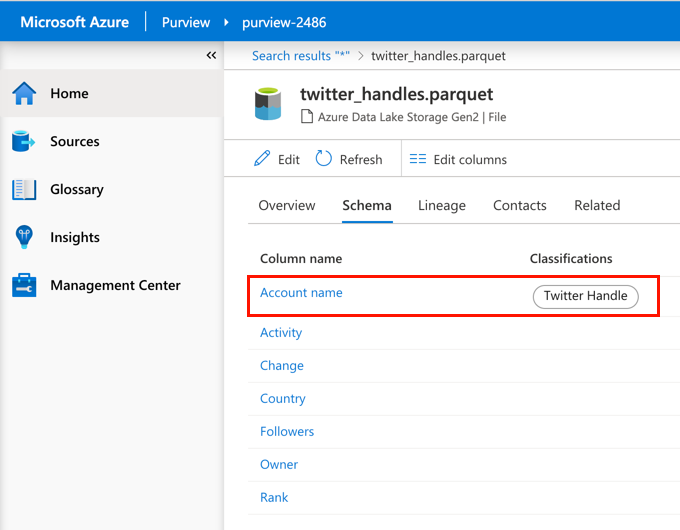 Microsoft Azure Purview purview-2486
«
Search results "*" > twitter_handles.parquet
Home
Sources
Glossary
Insights
Management Center
twitter_handles.parquet
Azure Data Lake Storage Gen2 | File
Edit Refresh Edit columns
Overview Schema Lineage Contacts Related
Column name Classifications
Account name Twitter Handle
Activity
Change
Country
Followers
Owner
Rank